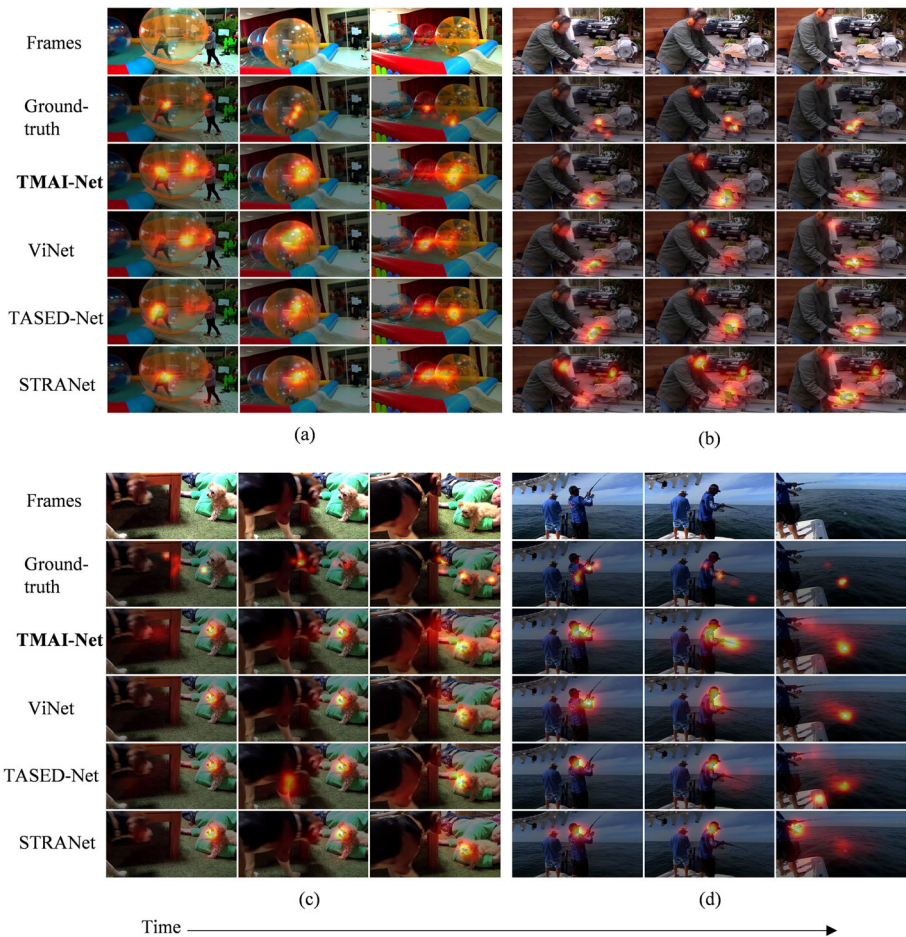 Frames
Ground-
truth
TMAI-Net
ViNet
TASED-Net
STRANet
(a)
(b)
Frames
Ground-
truth
TMAI-Net
ViNet
TASED-Net
STRANet
(c)
(d)
Time